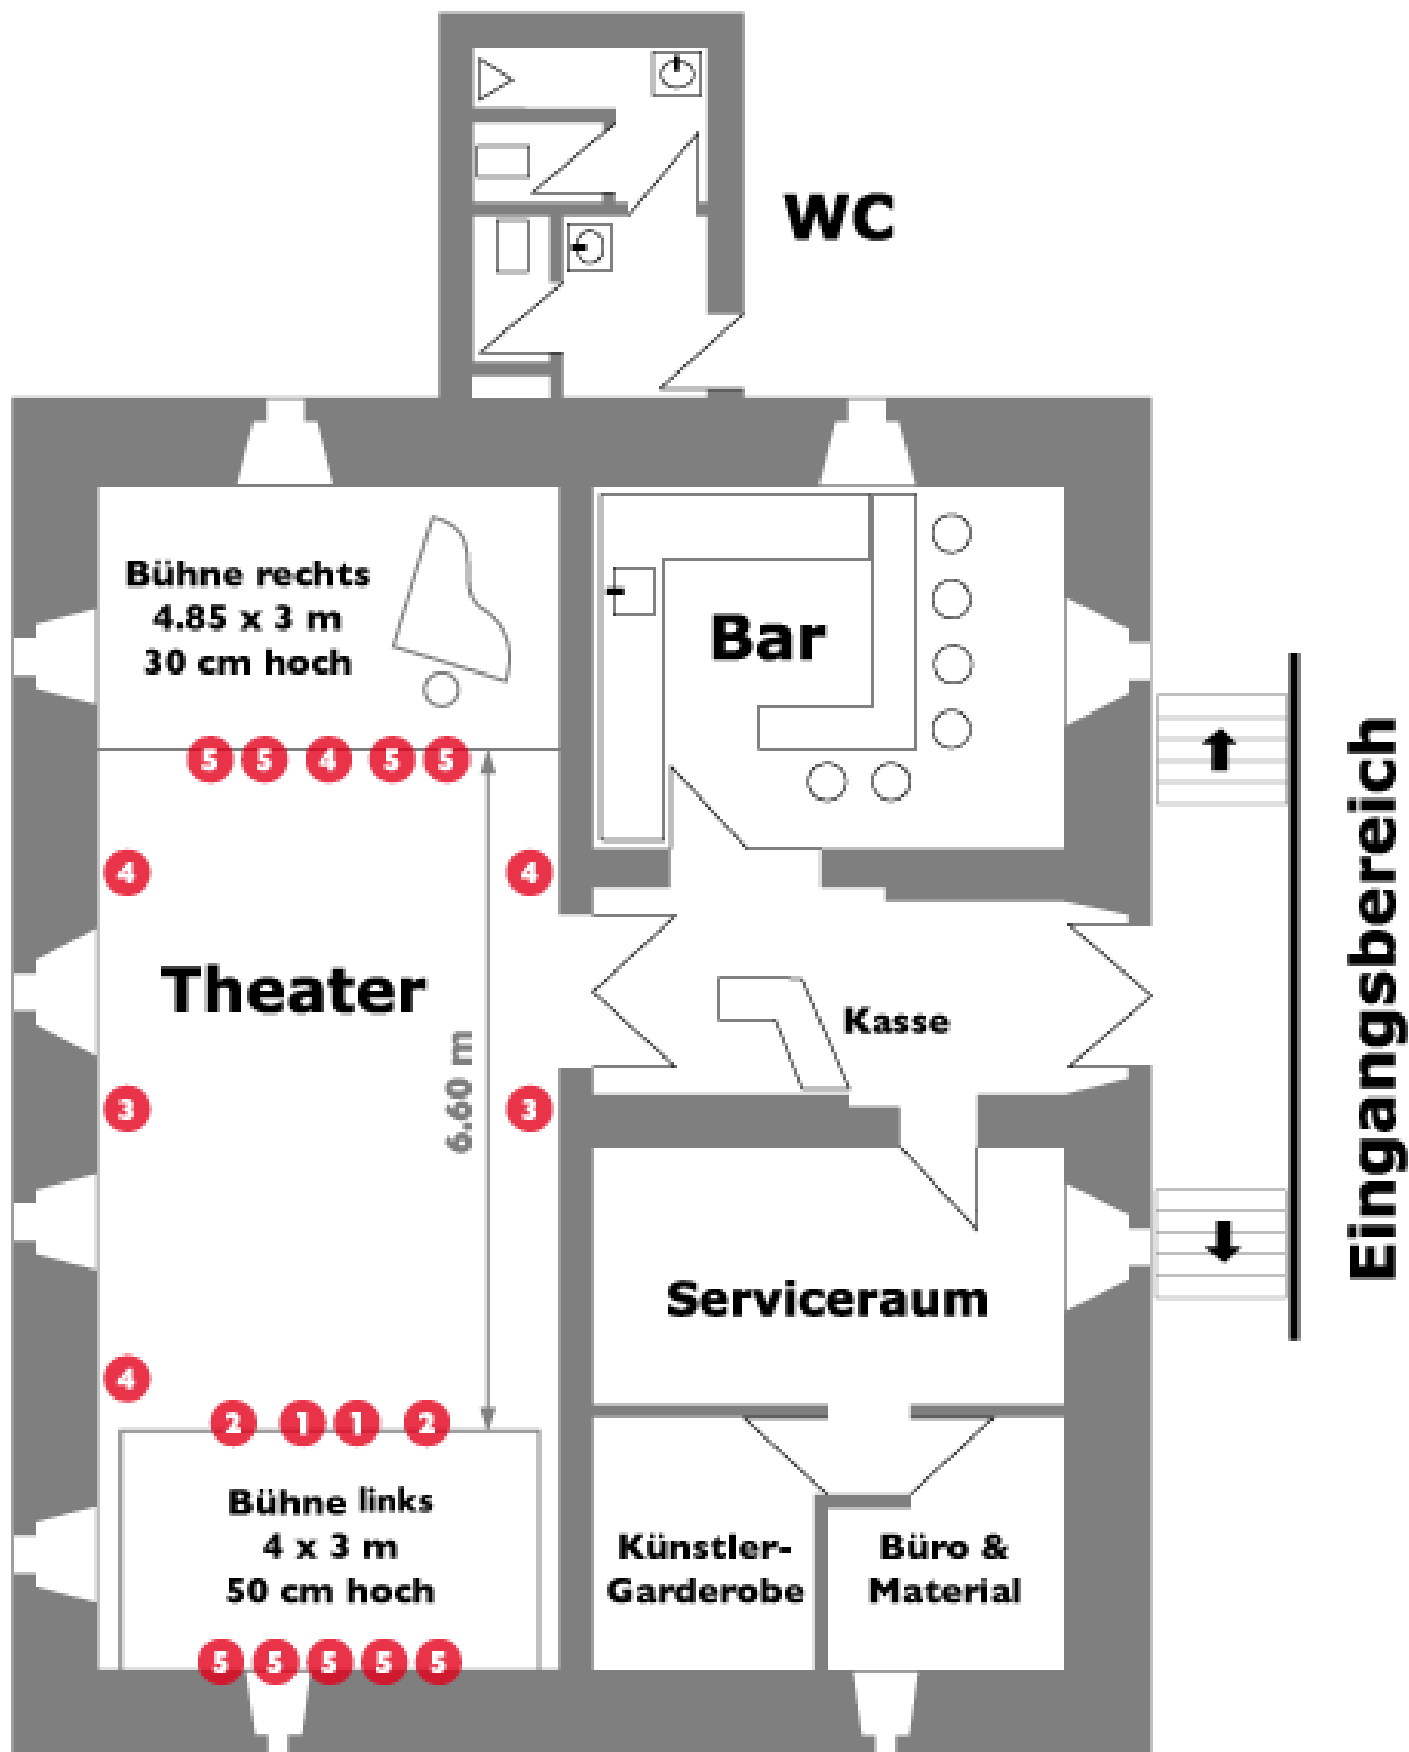 WC
Bühne rechts
4.85 x 3 m
30 cm hoch
Bar
5 5 4 5 5
4 4
Theater
Kasse
Eingangsbereich
6.60 m
3 3
Serviceraum
4
2 1 1 2
Bühne links
4 x 3 m
50 cm hoch
Künstler-
Garderobe
Büro &
Material
5 5 5 5 5